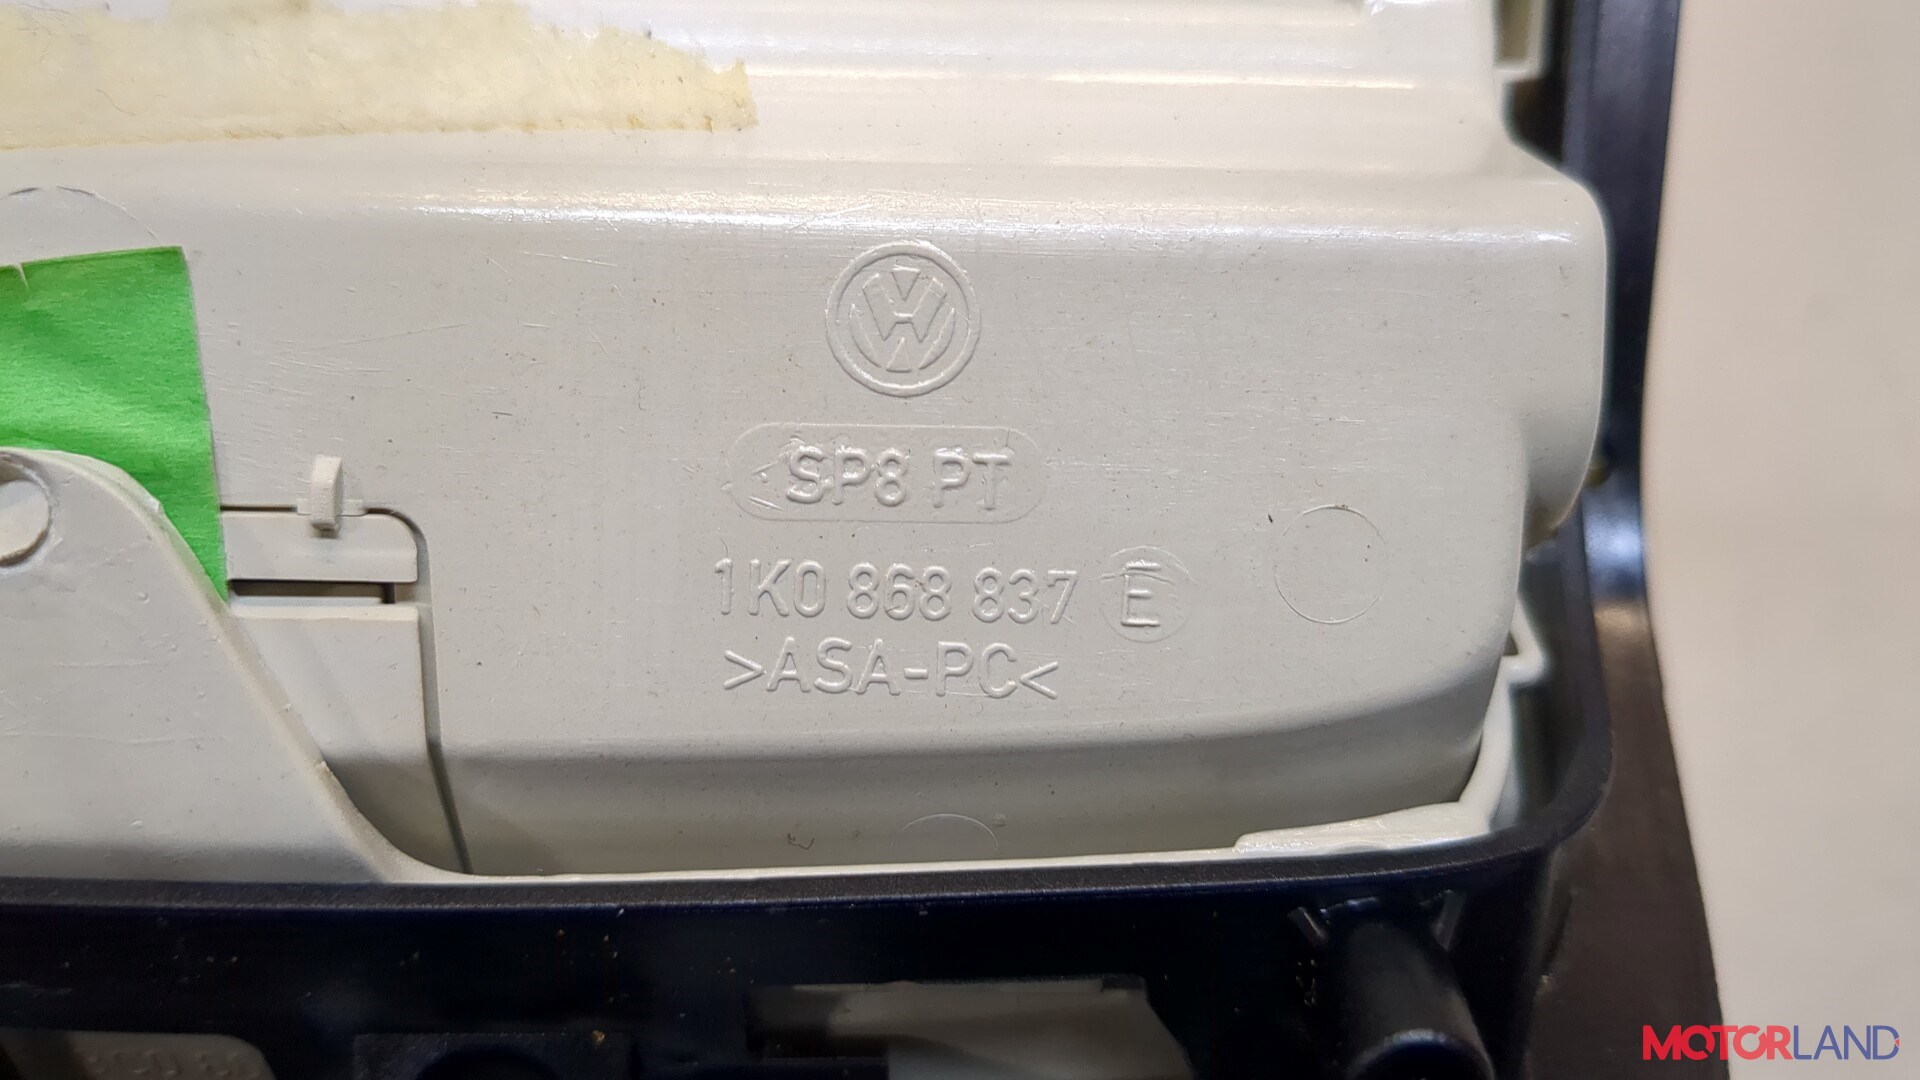 SP8 PT
1K0 868 837 E
>ASA-PC<
MOTORLAND